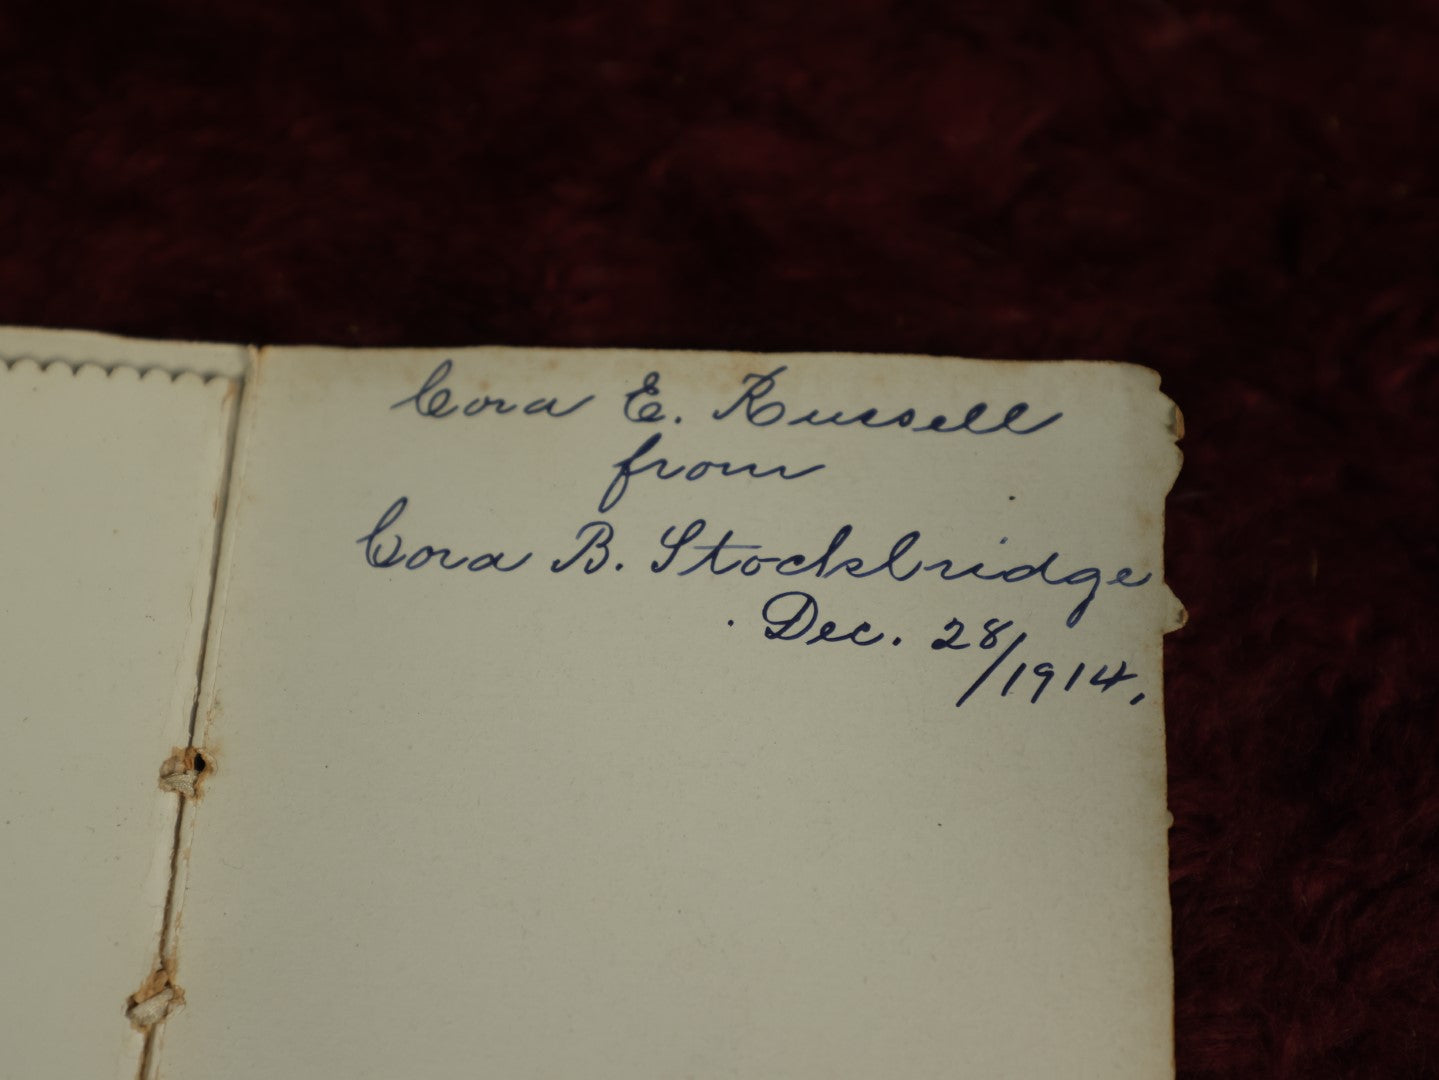 Cora E. Russell
from
Cora B. Stockbridge
Dec. 28/1914.